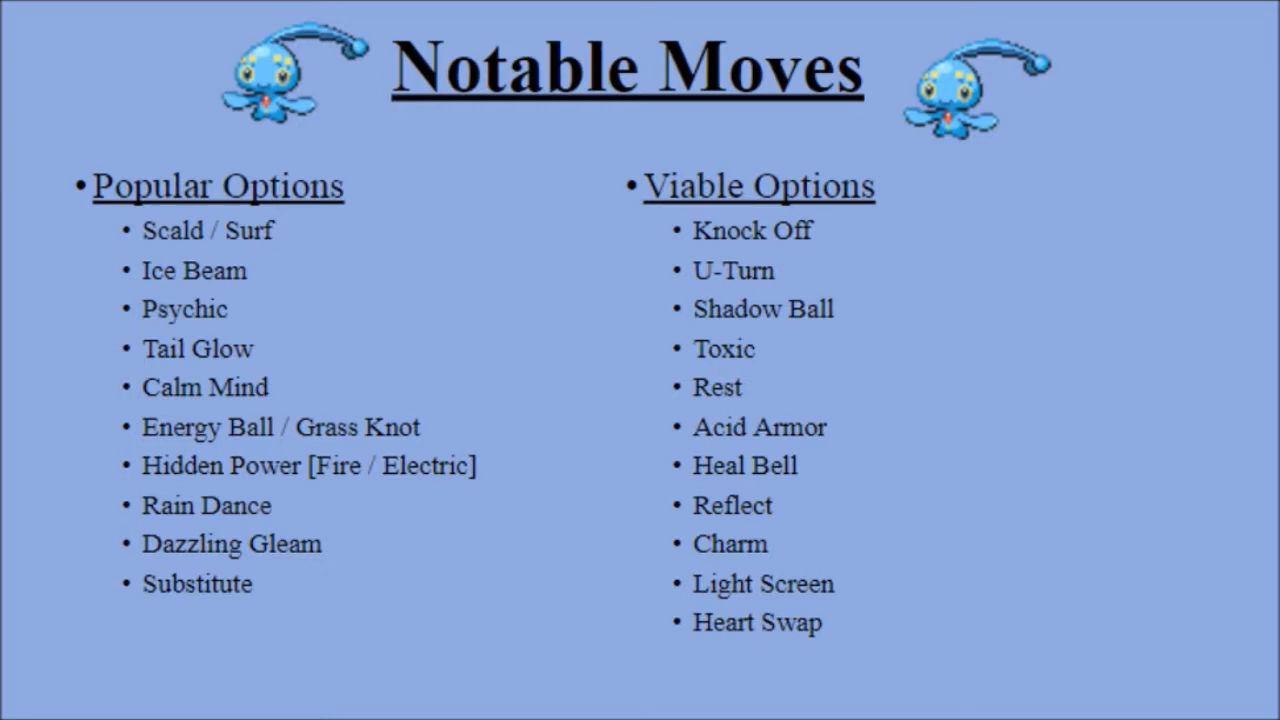 Notable Moves
• Popular Options
• Scald / Surf
• Ice Beam
• Psychic
• Tail Glow
• Calm Mind
• Energy Ball / Grass Knot
• Hidden Power [Fire / Electric]
• Rain Dance
• Dazzling Gleam
• Substitute
• Viable Options
• Knock Off
• U-Turn
• Shadow Ball
• Toxic
• Rest
• Acid Armor
• Heal Bell
• Reflect
• Charm
• Light Screen
• Heart Swap